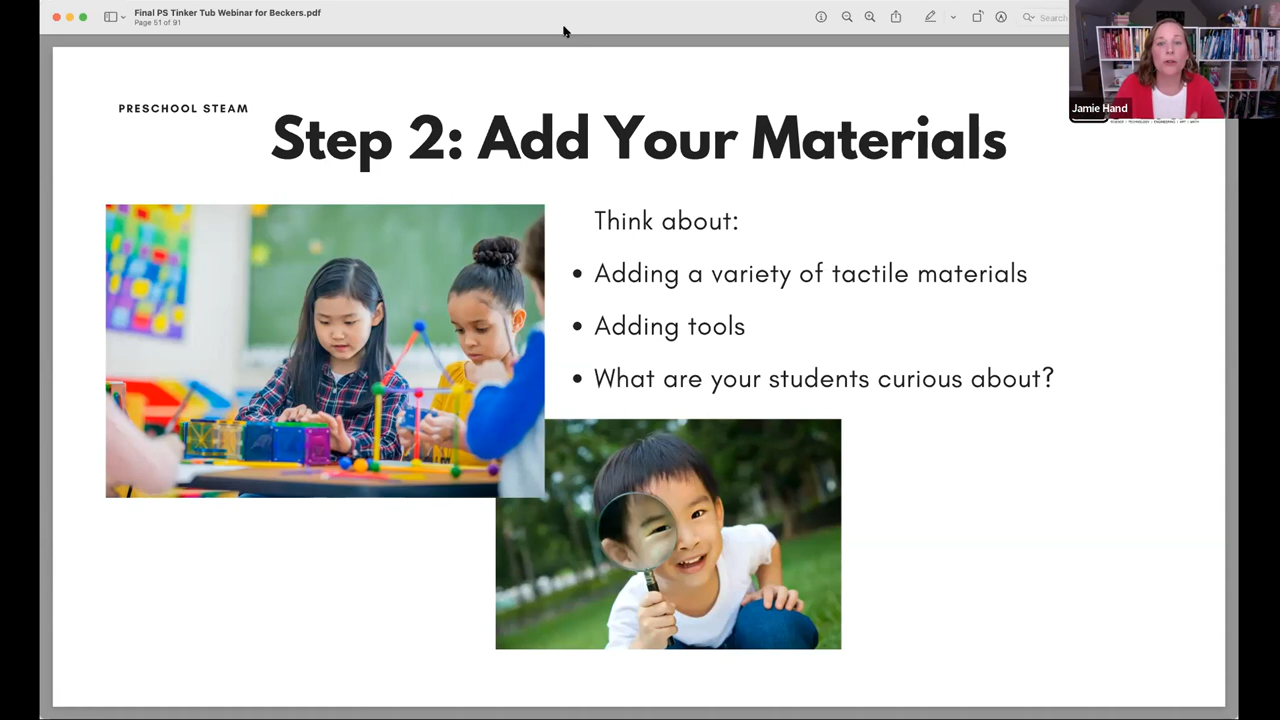 Final PS Tinker Tub Webinar for Beckers.pdf
Page 51 of 91
Search
Jamie Hand
PRESCHOOL STEAM
Step 2: Add Your Materials
Think about:
• Adding a variety of tactile materials
• Adding tools
• What are your students curious about?